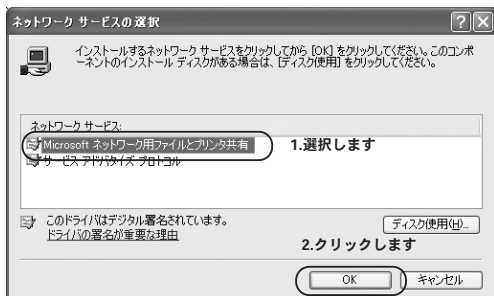 ネットワーク サービスの選択
インストールするネットワーク サービスをクリックしてから [OK] をクリックしてください。このコンポ
ーネントのインストール ディスクがある場合は、[ディスク使用] をクリックしてください。
ネットワーク サービス:
Microsoft ネットワーク用ファイルとプリンタ共有
1.選択します
サービス アドバタイズ プロトコル
このドライバはデジタル署名されています。
ドライバの署名が重要な理由
ディスク使用(H)...
2.クリックします
OK
キャンセル